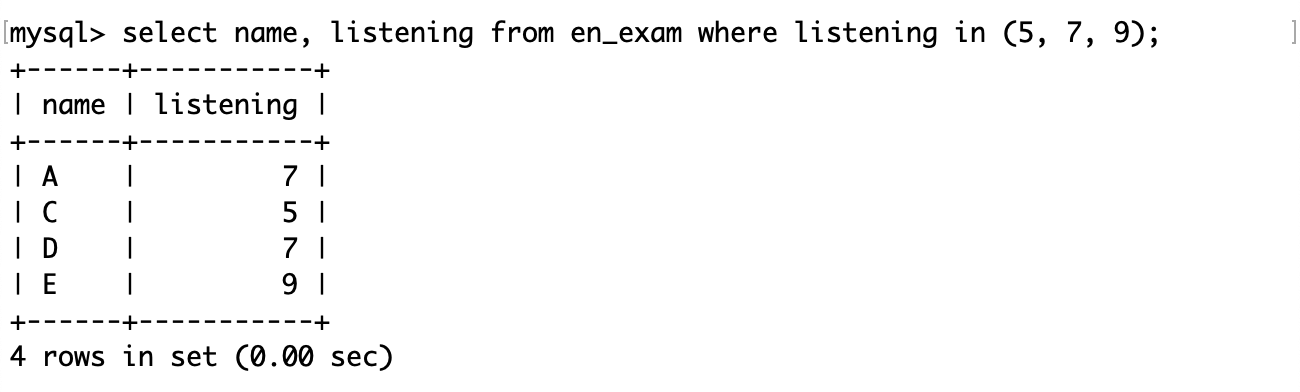 [mysql> select name, listening from en_exam where listening in (5, 7, 9); ]
+------+-----------+
| name | listening |
+------+-----------+
| A    |         7 |
| C    |         5 |
| D    |         7 |
| E    |         9 |
+------+-----------+
4 rows in set (0.00 sec)